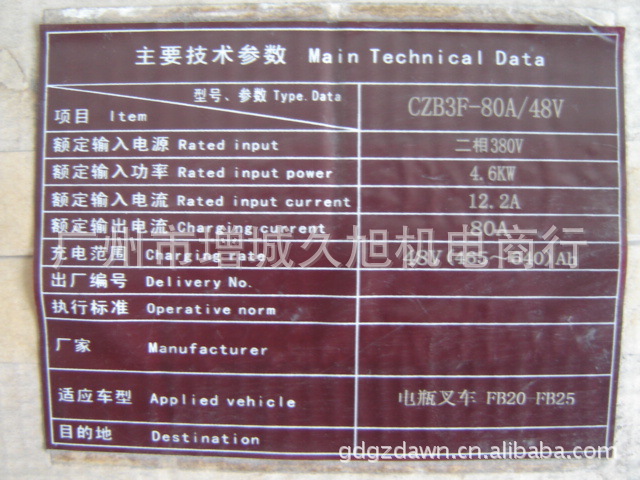 主要技术参数 Main Technical Data
型号、参数 Type.Data
项目 Item
CZB3F-80A/48V
额定输入电源 Rated input 二相380V
额定输入功率 Rated input power 4.6KW
额定输入电流 Rated input current 12.2A
额定输出电流 Charging current 80A
广州市增城久旭机电商行
充电范围 Charging rate 48V(465～640)Ah
出厂编号 Delivery No.
执行标准 Operative norm
厂家 Manufacturer
适应车型 Applied vehicle 电瓶叉车 FB20-FB25
目的地 Destination
gdgzdawn.cn.alibaba.com